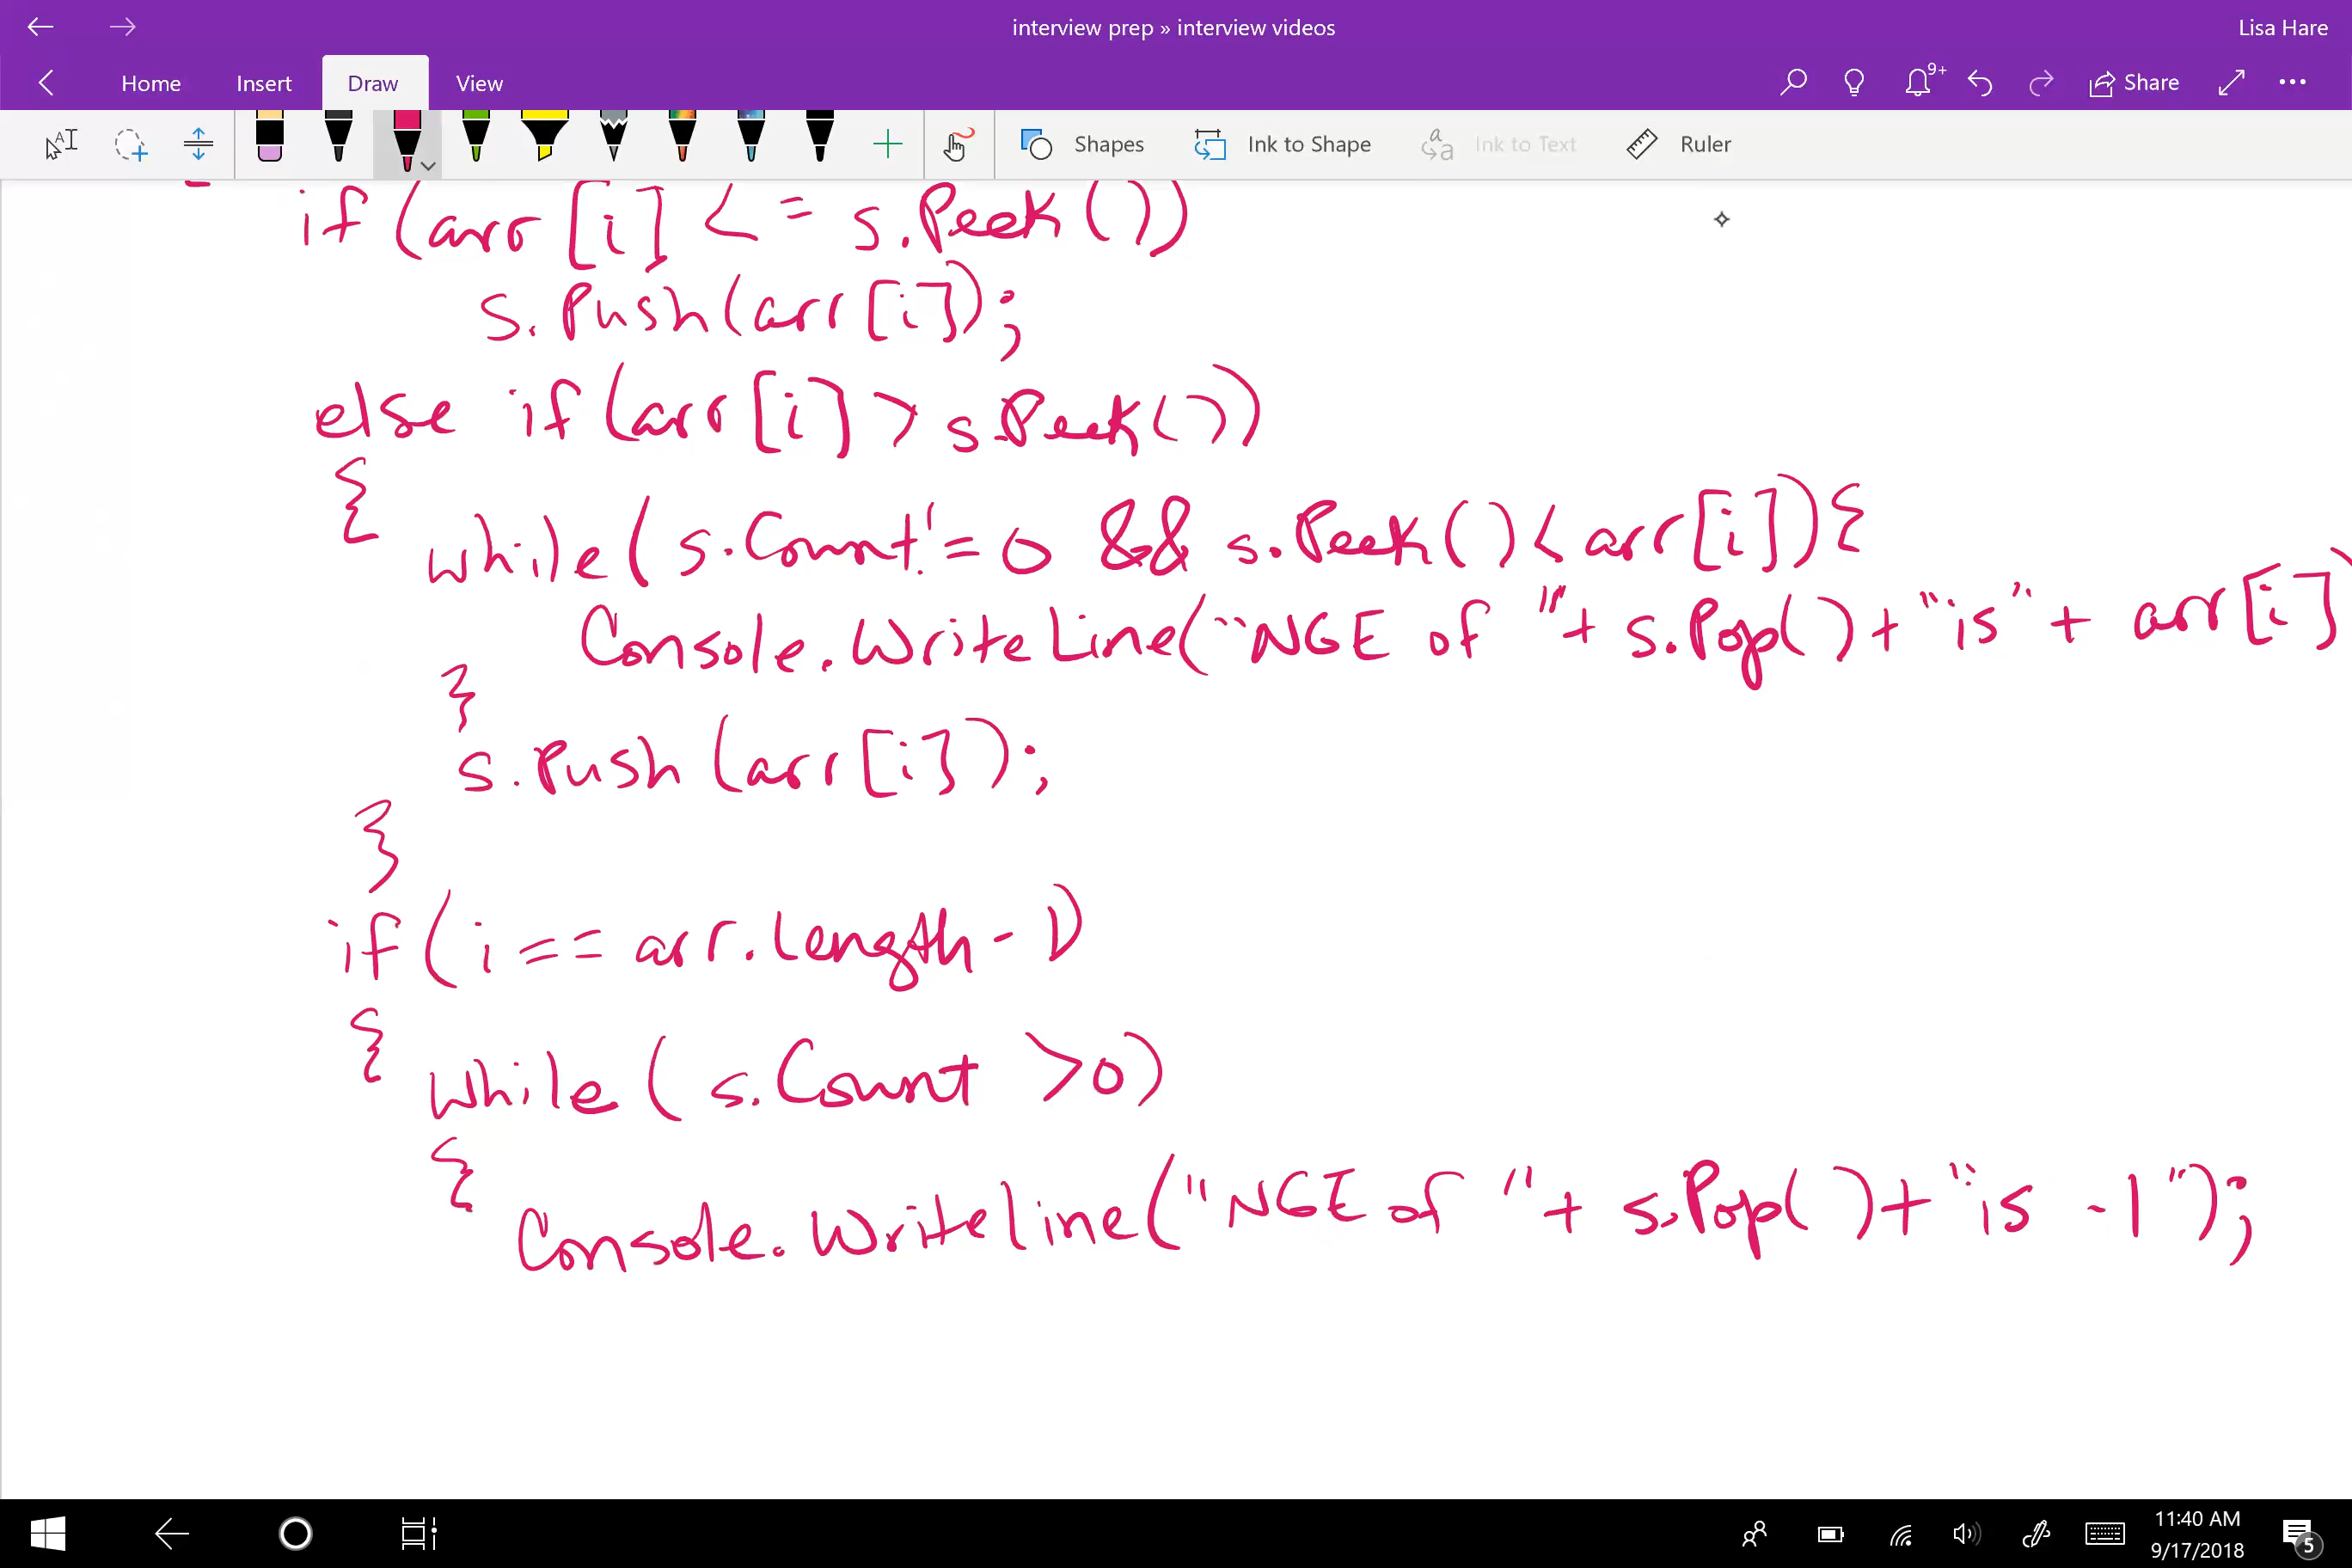 interview prep » interview videos
Lisa Hare
Home Insert Draw View
9+
Share
Shapes Ink to Shape Ink to Text Ruler
if (arr[i] <= s.Peek())
s.Push(arr[i]);
else if (arr[i] > s.Peek())
{
while (s.Count != 0 && s.Peek() < arr[i]) {
Console.WriteLine("NGE of "+ s.Pop() + "is" + arr[i]
}
s.Push (arr[i]);
}
if (i == arr.length - 1)
{
while (s.Count > 0)
{
Console.Writeline("NGE of "+ s.Pop() + "is -1");
11:40 AM
9/17/2018
5